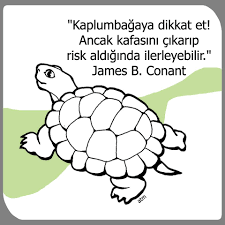 "Kaplumbağaya dikkat et!
Ancak kafasını çıkarıp
risk aldığında ilerleyebilir."
James B. Conant